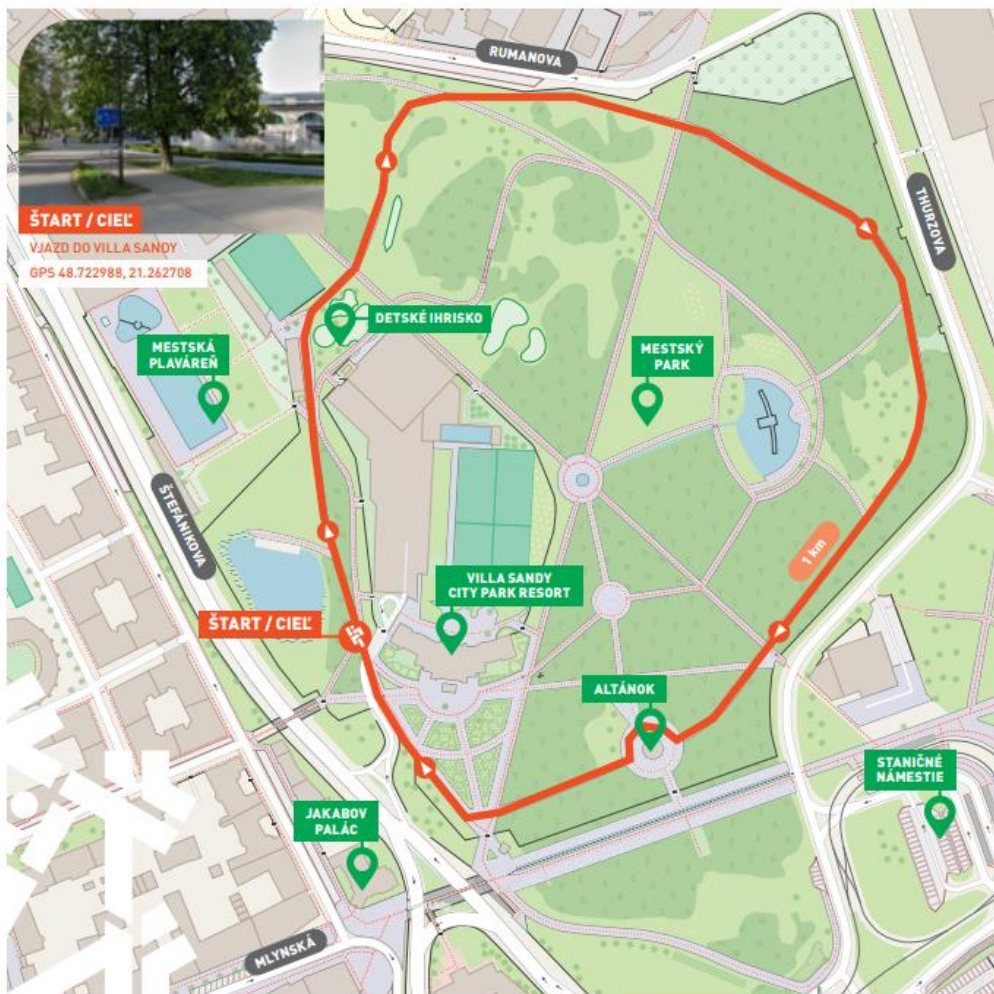 RUMANOVA
THURZOVA
ŠTART / CIEĽ
VJAZD DO VILLA SANDY
GPS 48.722988, 21.262708
DETSKÉ IHRISKO
MESTSKÁ
PLAVÁREŇ
MESTSKÝ
PARK
ŠTEFÁNIKOVA
1 km
VILLA SANDY
CITY PARK RESORT
ŠTART / CIEĽ
ALTÁNOK
STANIČNÉ
NÁMESTIE
JAKABOV
PALÁC
MLYNSKÁ